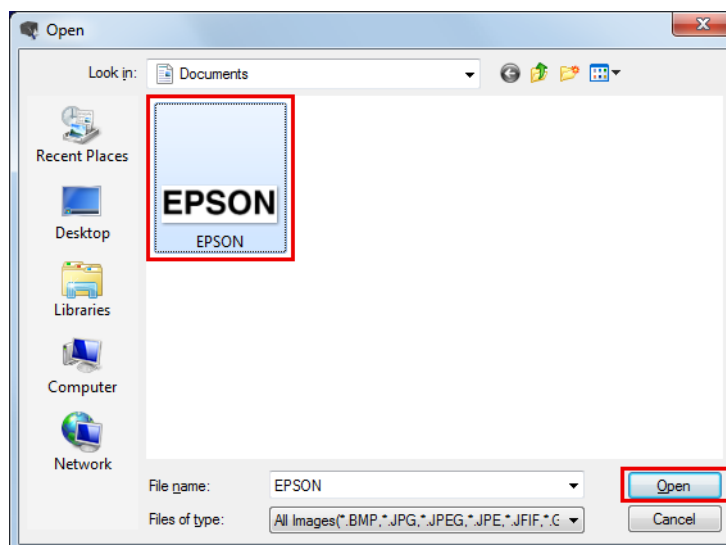 Open
Look in: Documents
Recent Places
Desktop
Libraries
Computer
Network
EPSON
EPSON
File name: EPSON
Open
Files of type: All Images(*.BMP,*.JPG,*.JPEG,*.JPE,*.JFIF,*.G
Cancel